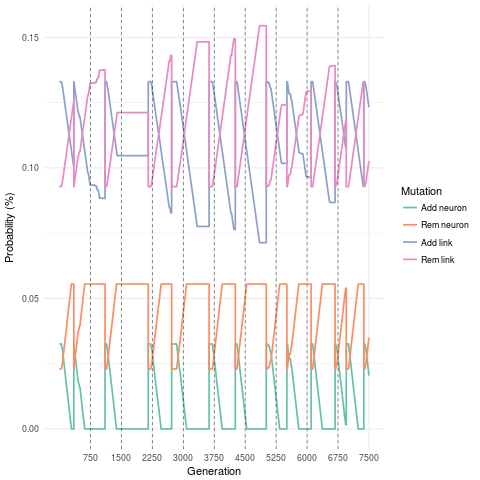 0.15
0.10
0.05
0.00
Probability (%)
750 1500 2250 3000 3750 4500 5250 6000 6750 7500
Generation
Mutation
Add neuron
Rem neuron
Add link
Rem link